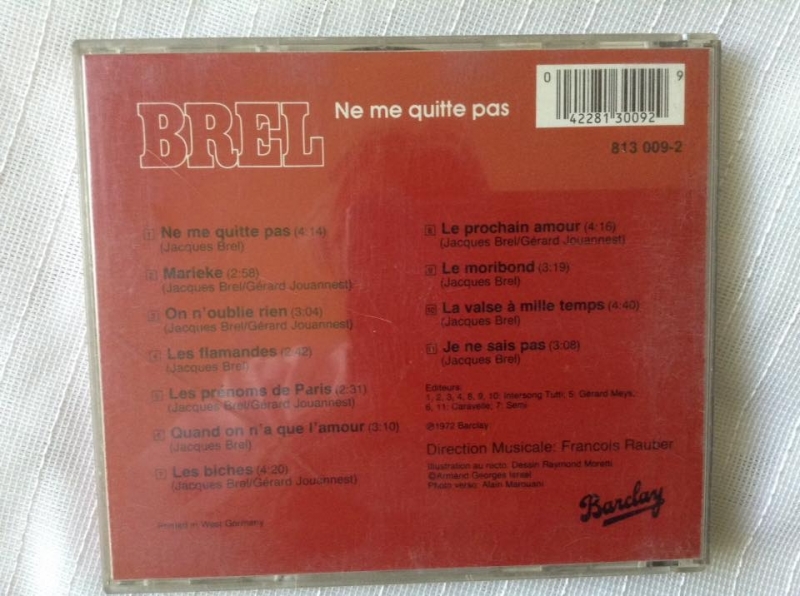 BREL
Ne me quitte pas
0 42281 30092 9
813 009-2
1 Ne me quitte pas (4:14)
(Jacques Brel)
2 Marieke (2:58)
(Jacques Brel/Gérard Jouannest)
3 On n'oublie rien (3:04)
(Jacques Brel/Gérard Jouannest)
4 Les flamandes (2:42)
(Jacques Brel)
5 Les prénoms de Paris (2:31)
(Jacques Brel/Gérard Jouannest)
6 Quand on n'a que l'amour (3:10)
(Jacques Brel)
7 Les biches (4:20)
(Jacques Brel/Gérard Jouannest)
Printed in West Germany
8 Le prochain amour (4:16)
(Jacques Brel/Gérard Jouannest)
9 Le moribond (3:19)
(Jacques Brel)
10 La valse à mille temps (4:40)
(Jacques Brel)
11 Je ne sais pas (3:08)
(Jacques Brel)
Editeurs:
1, 2, 3, 4, 8, 9, 10: Intersong Tutti; 5: Gérard Meys;
6, 11: Caravelle; 7: Semi
℗1972 Barclay
Direction Musicale: Francois Rauber
Illustration au recto: Dessin Raymond Moretti
©Armand Georges Israel
Photo verso: Alain Marouani
Barclay